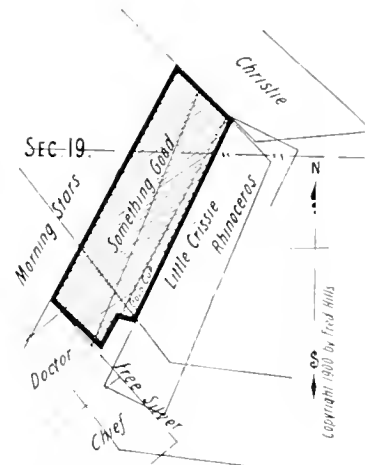 Christie
SEC. 19.
Something Good
N
Morning Stars
Little Crissie
Rhinoceros
Doctor
S
Free Silver
Chief
Copyright 1900 by Fred Hills